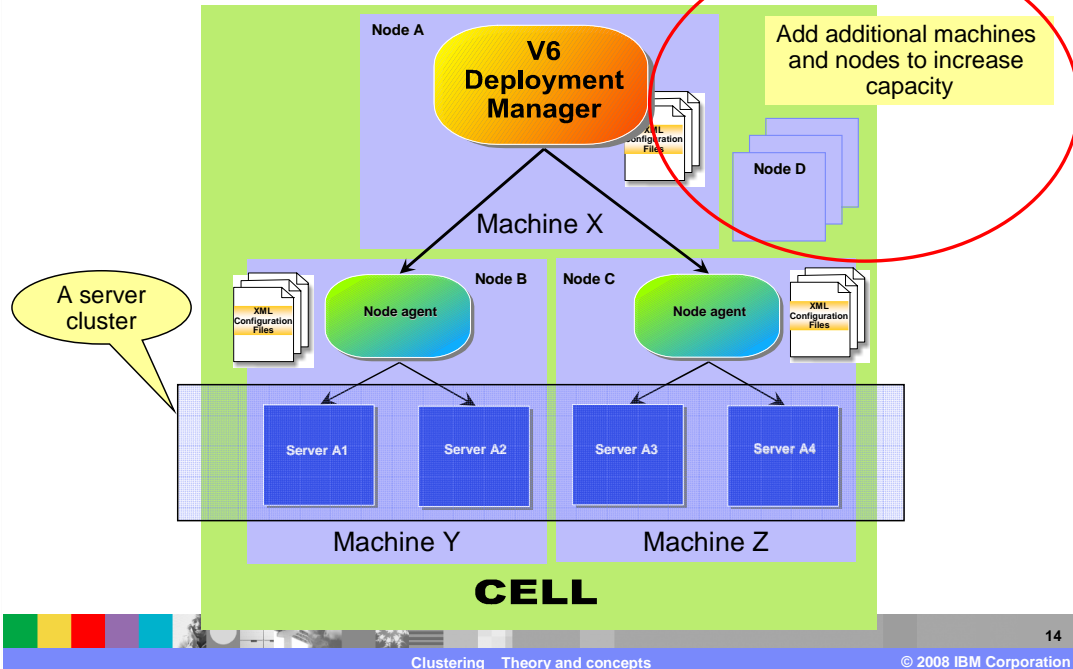 Node A
V6
Deployment
Manager
XML
Configuration
Files
Add additional machines
and nodes to increase
capacity
Node D
Machine X
A server
cluster
XML
Configuration
Files
Node B
Node agent
Node C
Node agent
XML
Configuration
Files
Server A1
Server A2
Server A3
Server A4
Machine Y
Machine Z
CELL
14
Clustering Theory and concepts
© 2008 IBM Corporation